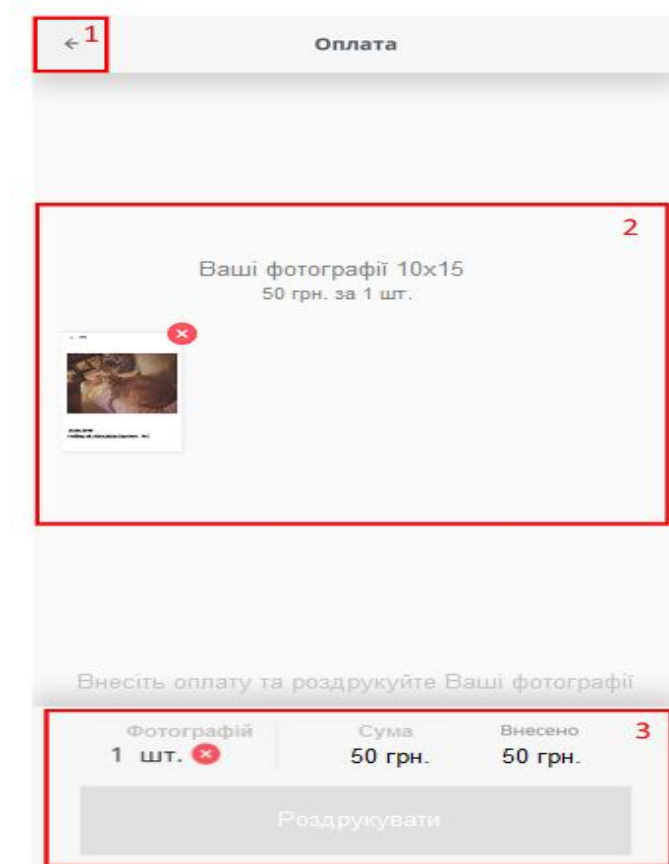 ← 1
Оплата
2
Ваші фотографії 10x15
50 грн. за 1 шт.
Внесіть оплату та роздрукуйте Ваші фотографії
3
Фотографій Сума Внесено
1 шт. 50 грн. 50 грн.
Роздрукувати